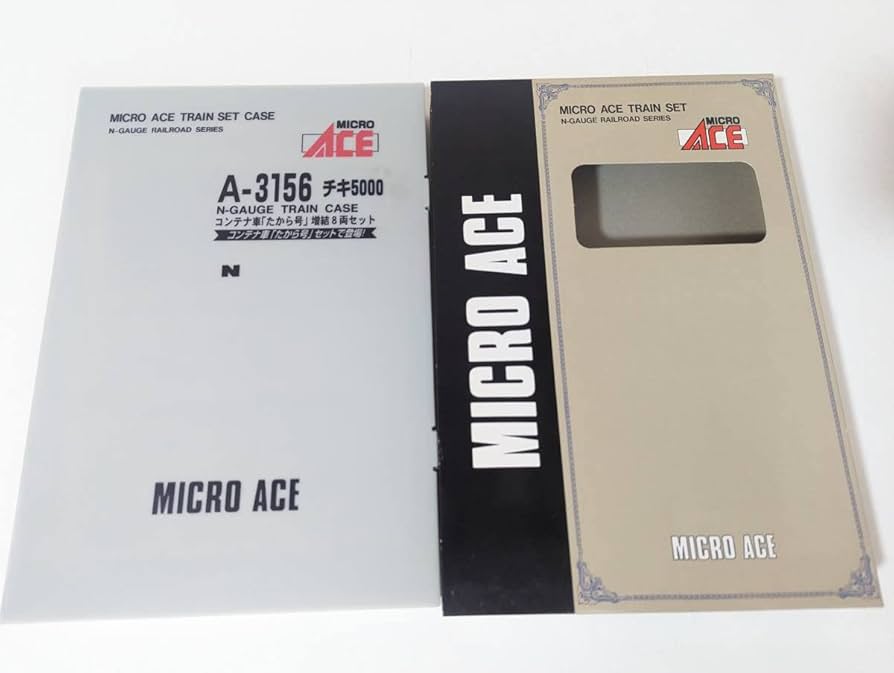 MICRO ACE TRAIN SET CASE
N-GAUGE RAILROAD SERIES
MICRO
ACE
A-3156 チキ5000
N-GAUGE TRAIN CASE
コンテナ車「たから号」増結8両セット
コンテナ車「たから号」セットで登場!
N
MICRO ACE
MICRO ACE
MICRO ACE TRAIN SET
N-GAUGE RAILROAD SERIES
MICRO
ACE
MICRO ACE